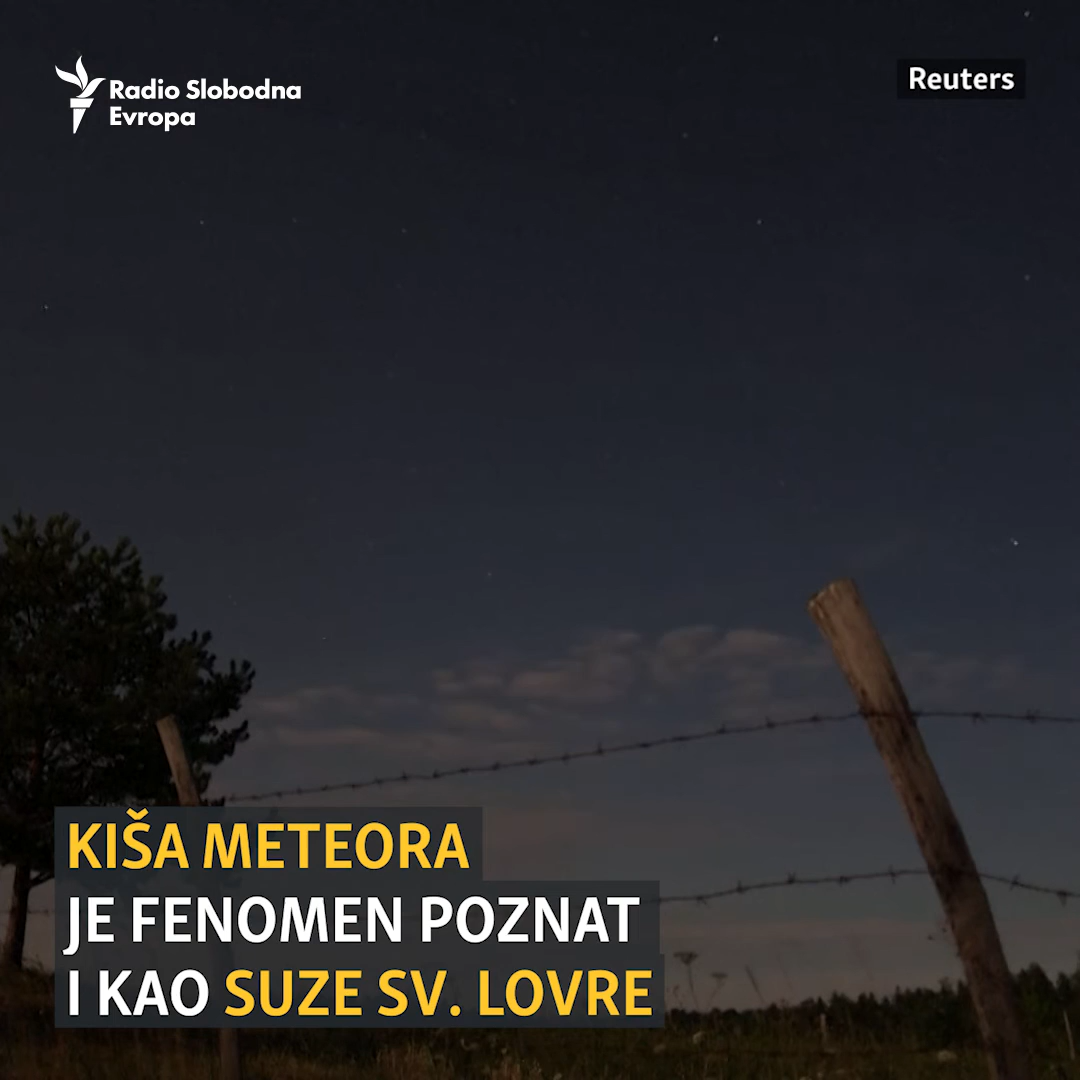 Radio Slobodna
Evropa
Reuters
KIŠA METEORA
JE FENOMEN POZNAT
I KAO SUZE SV. LOVRE